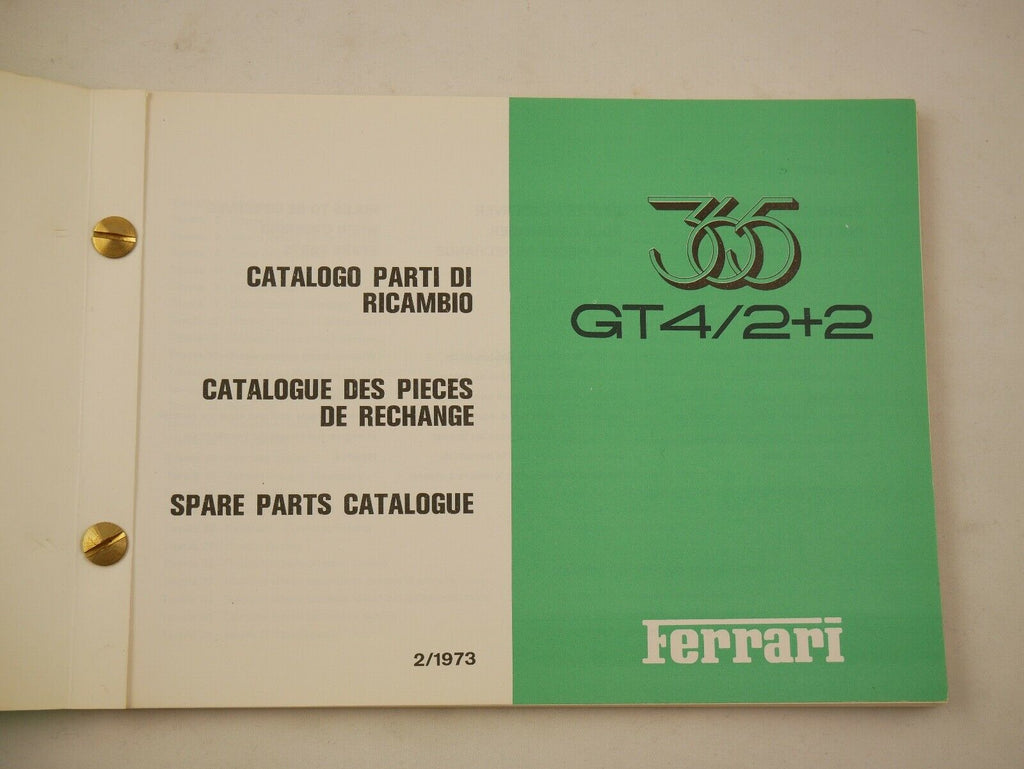 CATALOGO PARTI DI
RICAMBIO
CATALOGUE DES PIECES
DE RECHANGE
SPARE PARTS CATALOGUE
2/1973
365
GT4/2+2
Ferrari